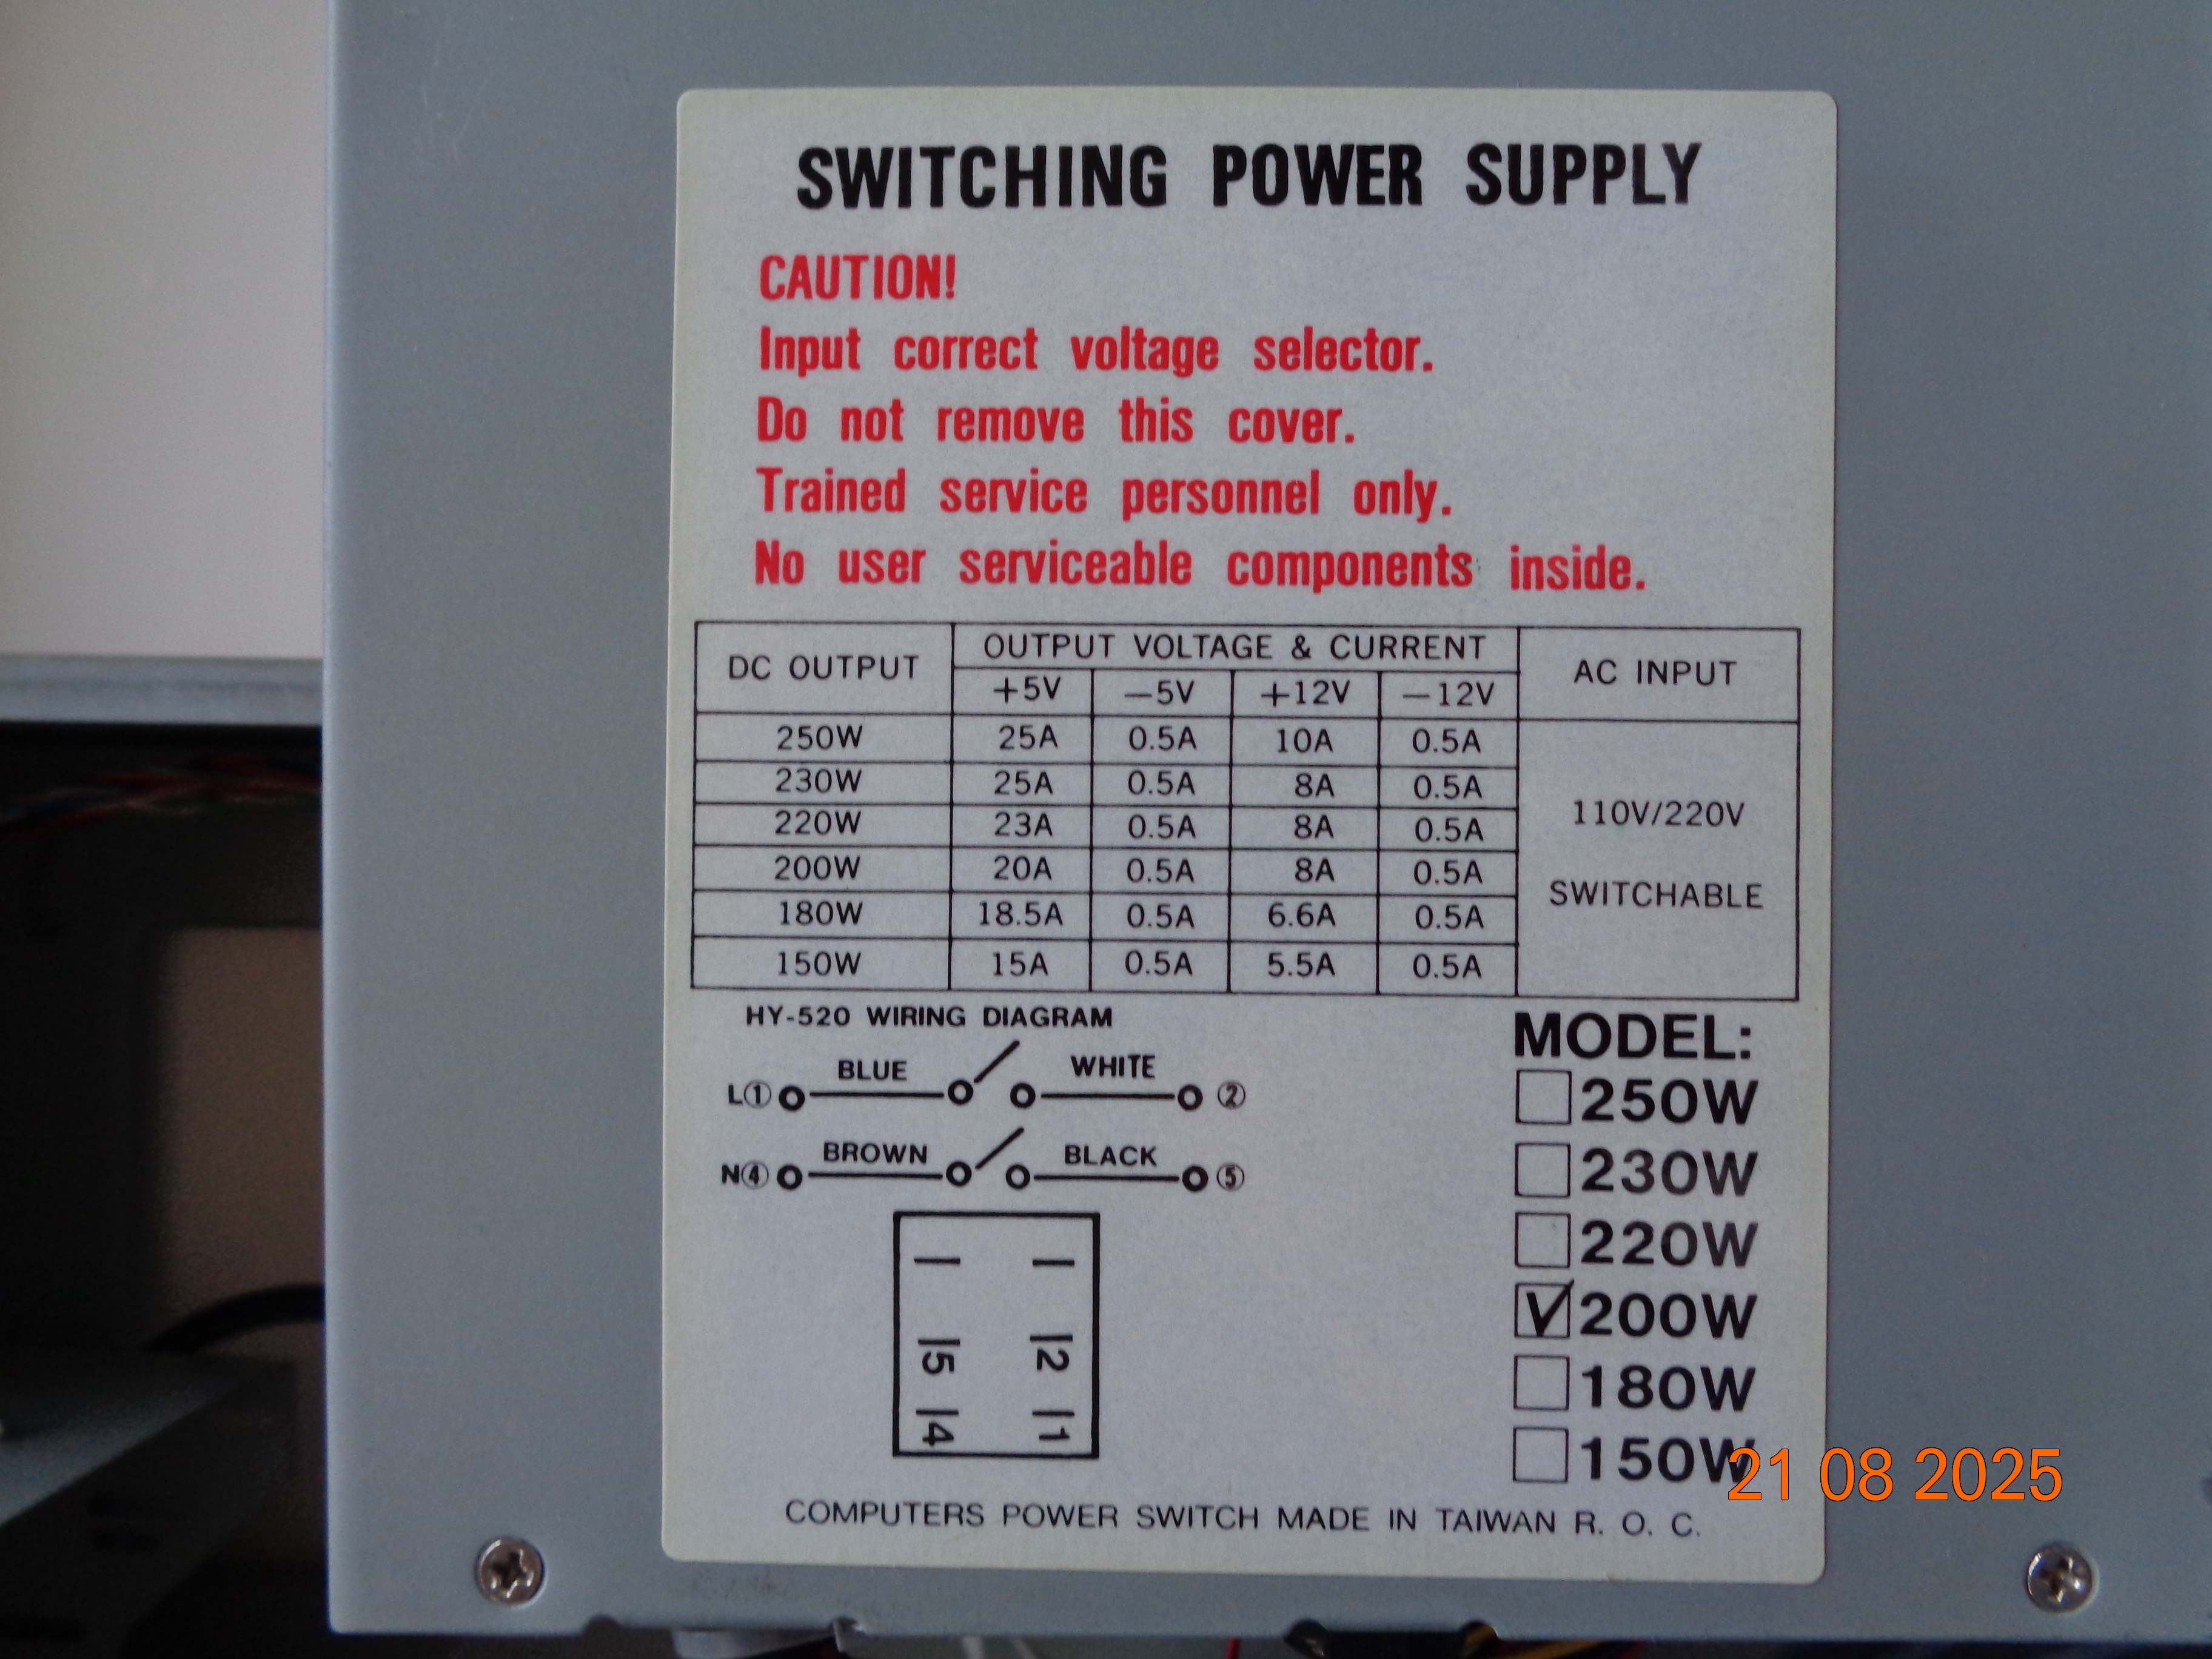 SWITCHING POWER SUPPLY
CAUTION!
Input correct voltage selector.
Do not remove this cover.
Trained service personnel only.
No user serviceable components inside.
DC OUTPUT OUTPUT VOLTAGE & CURRENT AC INPUT
+5V —5V +12V —12V
250W 25A 0.5A 10A 0.5A
230W 25A 0.5A 8A 0.5A
220W 23A 0.5A 8A 0.5A
200W 20A 0.5A 8A 0.5A
180W 18.5A 0.5A 6.6A 0.5A
150W 15A 0.5A 5.5A 0.5A
110V/220V
SWITCHABLE
HY-520 WIRING DIAGRAM
L① BLUE WHITE ②
N④ BROWN BLACK ⑤
5 2
4 1
MODEL:
250W
230W
220W
200W
180W
150W
COMPUTERS POWER SWITCH MADE IN TAIWAN R. O. C.
21 08 2025